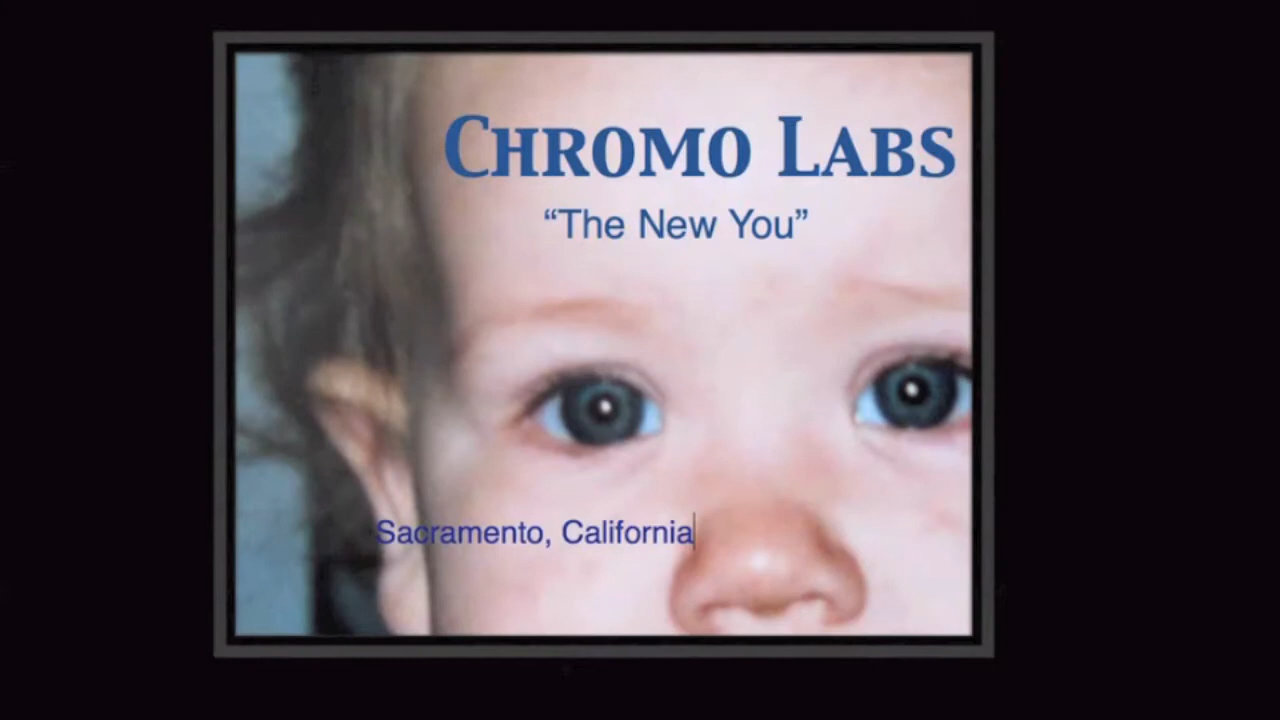 CHROMO LABS
“The New You”
Sacramento, California